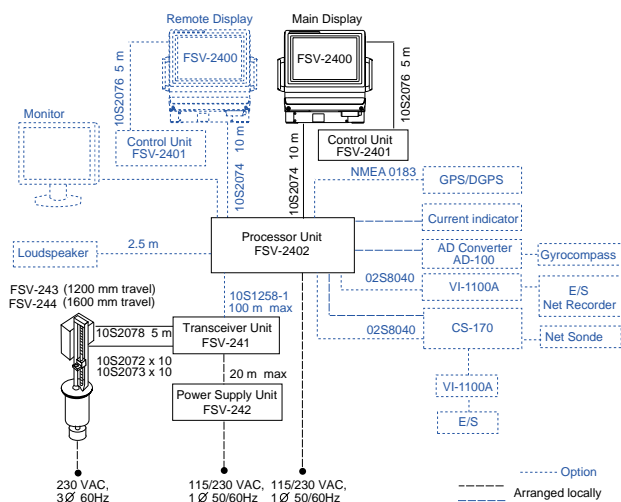 Remote Display
Main Display
FSV-2400
FSV-2400
10S2076 5 m
10S2076 5 m
Monitor
Control Unit
FSV-2401
Control Unit
FSV-2401
10S2074 10 m
10S2074 10 m
NMEA 0183
GPS/DGPS
Current indicator
Processor Unit
FSV-2402
Loudspeaker
2.5 m
AD Converter
AD-100
Gyrocompass
02S8040
VI-1100A
E/S
Net Recorder
FSV-243 (1200 mm travel)
FSV-244 (1600 mm travel)
10S1258-1
100 m max
02S8040
CS-170
Net Sonde
10S2078 5 m
Transceiver Unit
FSV-241
10S2072 x 10
10S2073 x 10
20 m max
Power Supply Unit
FSV-242
VI-1100A
E/S
230 VAC,
3Ø 60Hz
115/230 VAC,
1Ø 50/60Hz
115/230 VAC,
1Ø 50/60Hz
Option
Arranged locally